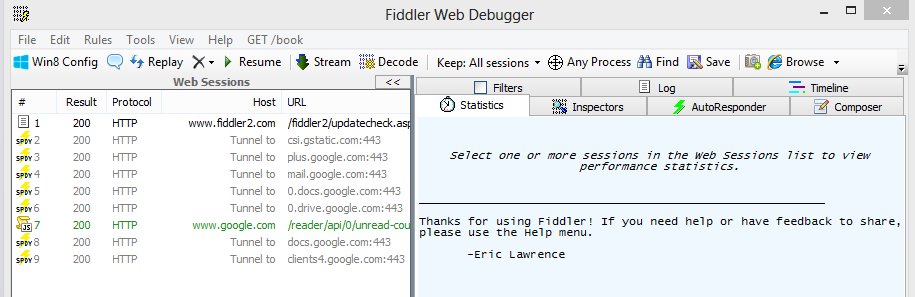 Fiddler Web Debugger
File Edit Rules Tools View Help GET /book
Win8 Config Replay X Resume Stream Decode Keep: All sessions Any Process Find Save Browse
Web Sessions <<
# Result Protocol Host URL
1 200 HTTP www.fiddler2.com /fiddler2/updatecheck.asp
SPDY 2 200 HTTP Tunnel to csi.gstatic.com:443
SPDY 3 200 HTTP Tunnel to plus.google.com:443
SPDY 4 200 HTTP Tunnel to mail.google.com:443
SPDY 5 200 HTTP Tunnel to 0.docs.google.com:443
SPDY 6 200 HTTP Tunnel to 0.drive.google.com:443
JS 7 200 HTTP www.google.com /reader/api/0/unread-cou
SPDY 8 200 HTTP Tunnel to docs.google.com:443
SPDY 9 200 HTTP Tunnel to clients4.google.com:443
Filters Log Timeline
Statistics Inspectors AutoResponder Composer
Select one or more sessions in the Web Sessions list to view
performance statistics.
Thanks for using Fiddler! If you need help or have feedback to share,
please use the Help menu.
-Eric Lawrence